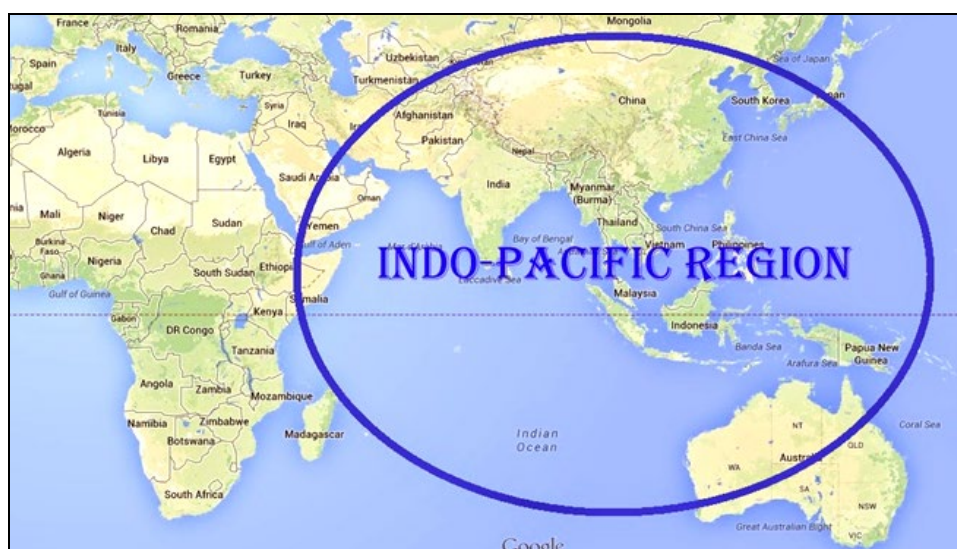 France
Romania
Mongolia
Italy
Uzbekistan
Sea of Japan
Spain
Greece
Turkey
Turkmenistan
tugal
Syria
Afghanistan
China
South Korea
Tunisia
Iraq
orocco
Pakistan
East China Sea
Algeria
Libya
Egypt
Nepal
Saudi Arabia
Oman
India
Myanmar
(Burma)
Mali
Niger
Sudan
Yemen
Thailand
Chad
Gulf of Aden
Bay of Bengal
South China Sea
Burkina
Faso
Vietnam
Philippines
Nigeria
South Sudan
Ethiopia
INDO-PACIFIC REGION
Ghana
Laccadive Sea
Gulf of Guinea
Somalia
Malaysia
Gabon
Kenya
DR Congo
Indonesia
Tanzania
Banda Sea
Papua New
Guinea
Arafura Sea
Angola
Zambia
Mozambique
Namibia
Zimbabwe
Madagascar
Botswana
Indian
Ocean
NT
QLD
Coral Sea
Australia
WA
SA
South Africa
NSW
Great Australian Bight
VIC
Google